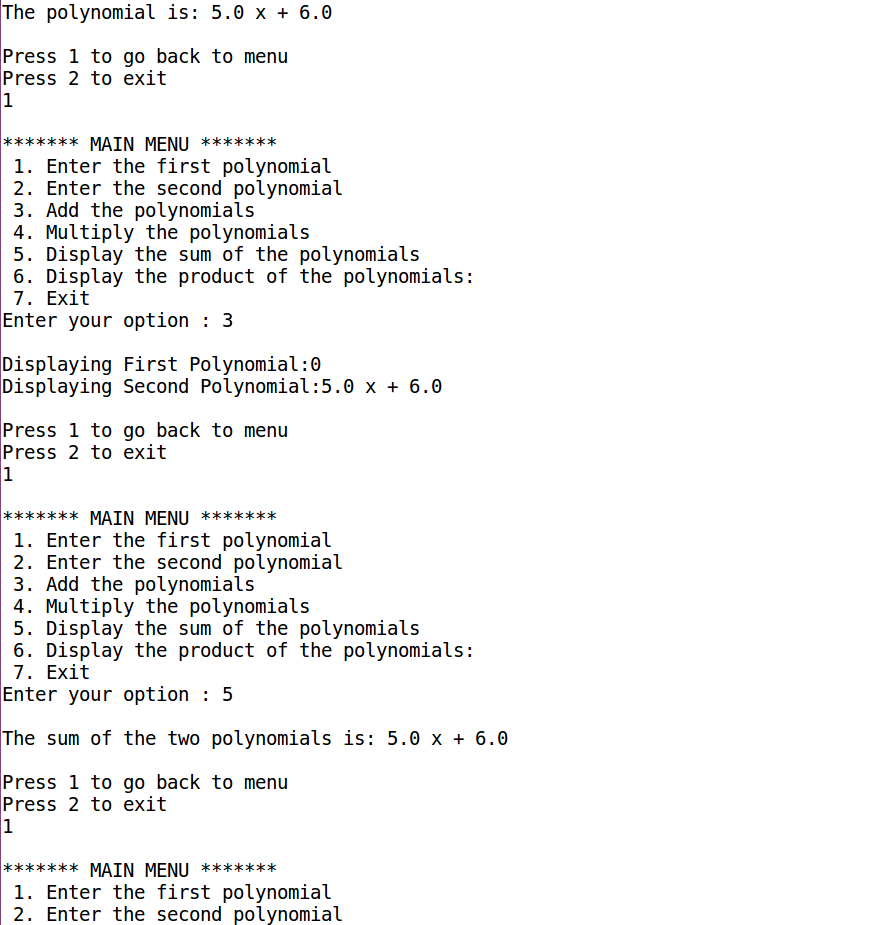 The polynomial is: 5.0 x + 6.0
Press 1 to go back to menu
Press 2 to exit
1
******* MAIN MENU *******
1. Enter the first polynomial
2. Enter the second polynomial
3. Add the polynomials
4. Multiply the polynomials
5. Display the sum of the polynomials
6. Display the product of the polynomials:
7. Exit
Enter your option : 3
Displaying First Polynomial:0
Displaying Second Polynomial:5.0 x + 6.0
Press 1 to go back to menu
Press 2 to exit
1
******* MAIN MENU *******
1. Enter the first polynomial
2. Enter the second polynomial
3. Add the polynomials
4. Multiply the polynomials
5. Display the sum of the polynomials
6. Display the product of the polynomials:
7. Exit
Enter your option : 5
The sum of the two polynomials is: 5.0 x + 6.0
Press 1 to go back to menu
Press 2 to exit
1
******* MAIN MENU *******
1. Enter the first polynomial
2. Enter the second polynomial